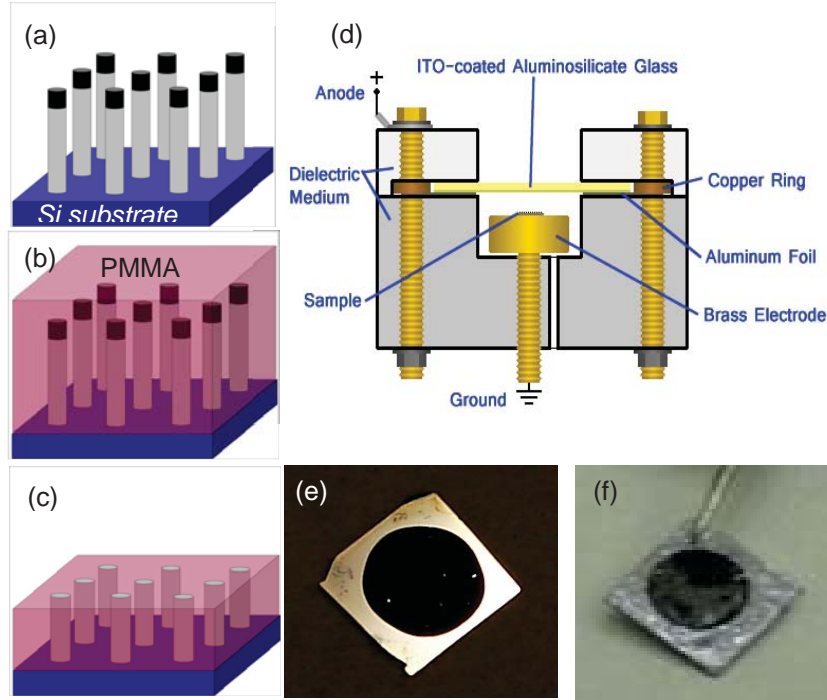 (a)
Si substrate
(b)
PMMA
(c)
(d)
ITO-coated Aluminosilicate Glass
+
Anode
Dielectric
Medium
Copper Ring
Aluminum Foil
Sample
Brass Electrode
Ground
(e)
(f)